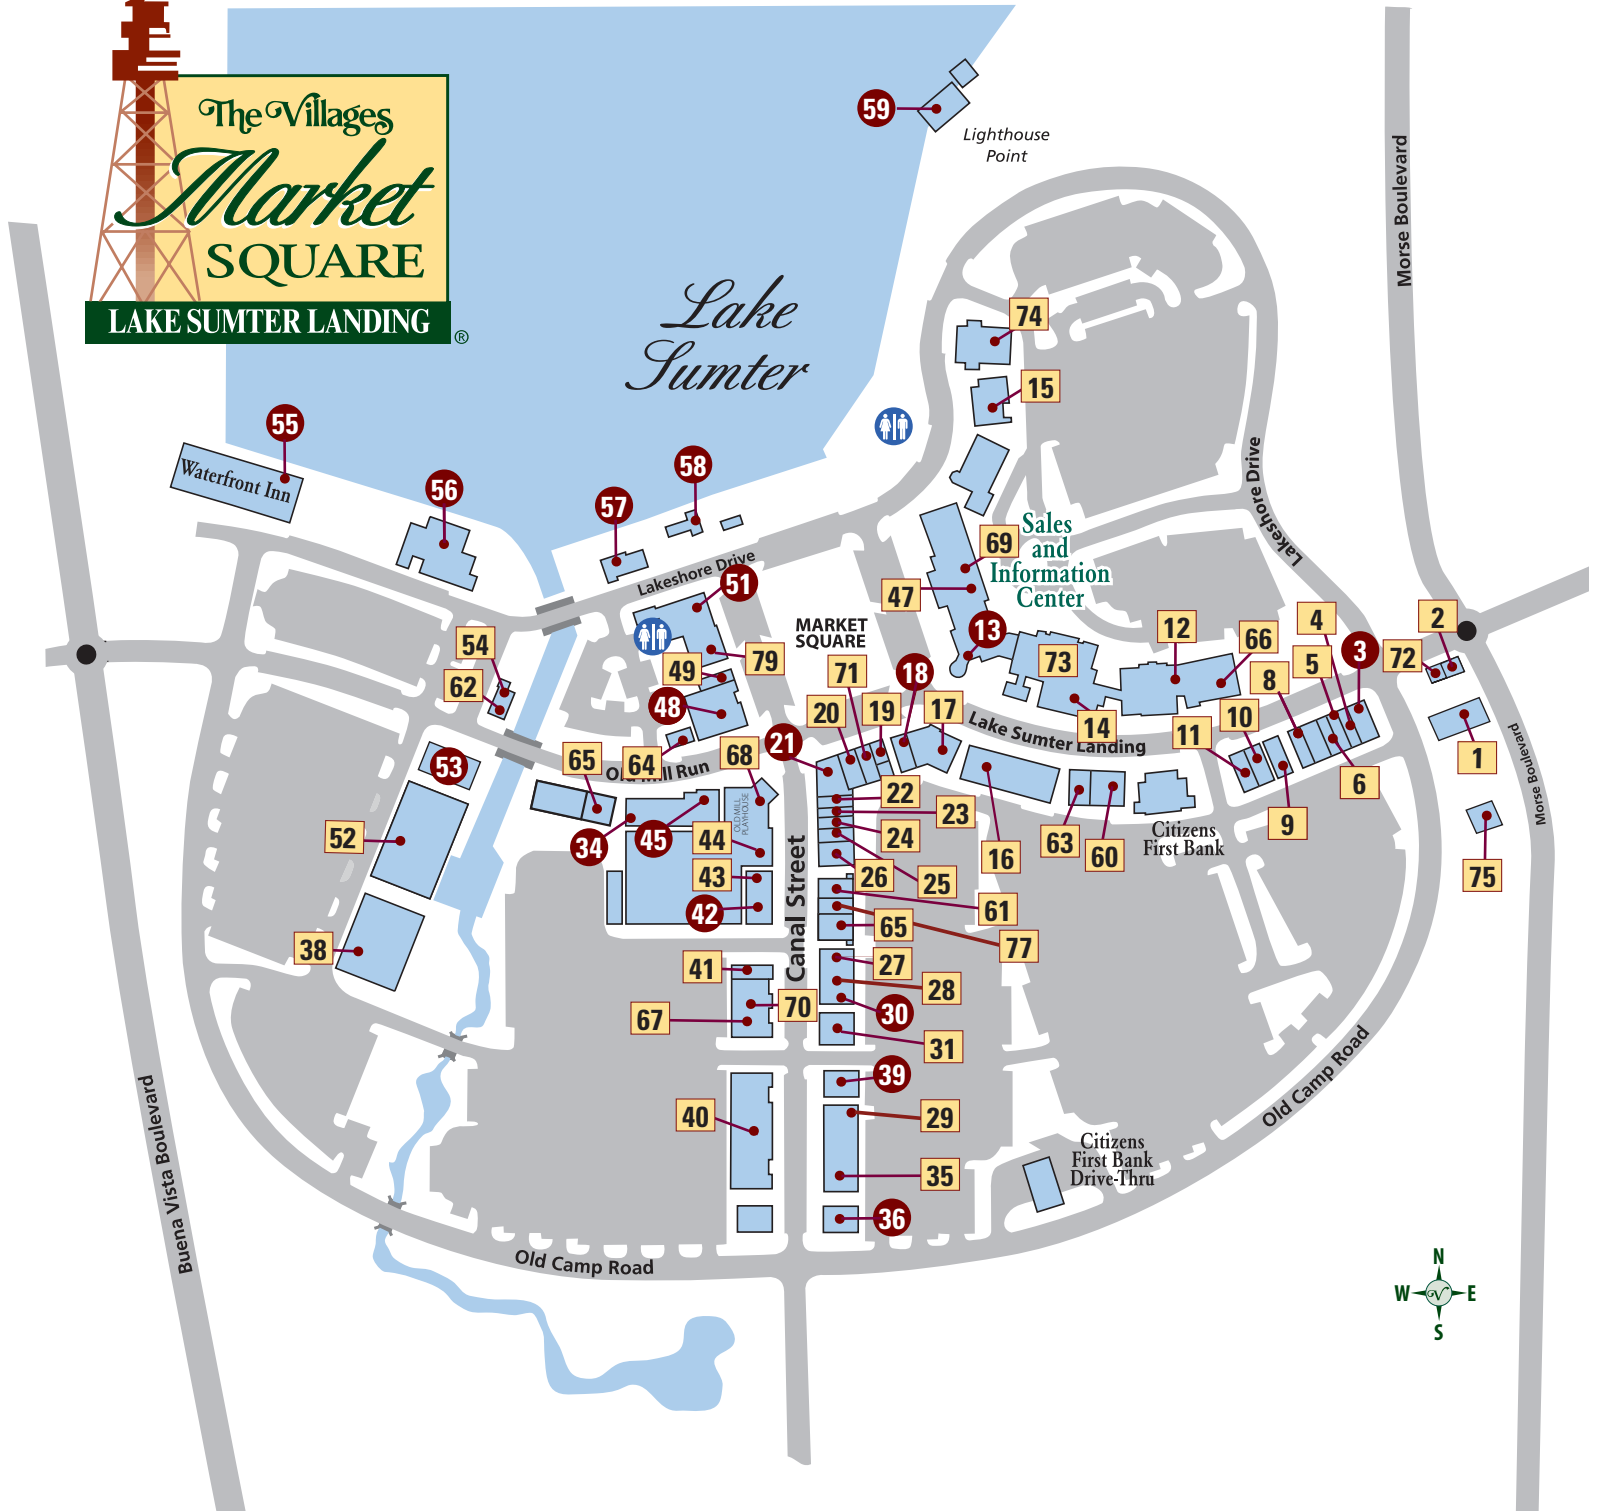 The Villages
Market
SQUARE
LAKE SUMTER LANDING
®
59
Lighthouse
Point
Morse Boulevard
Lake
Sumter
74
15
55
Waterfront Inn
56
58
57
Lakeshore Drive
Lakeshore Drive
51
69
Sales
and
Information
Center
47
13
MARKET
SQUARE
12
66
4
2
3
72
5
8
73
54
62
49
79
48
71
18
20
19
17
14
10
11
Lake Sumter Landing
21
68
64
65
Old Mill Run
53
1
6
Morse Boulevard
OLD MILL
PLAYHOUSE
22
23
24
9
52
34
45
44
16
63
60
Citizens
First Bank
75
43
26
25
42
61
65
77
Canal Street
38
41
27
28
70
67
30
31
39
40
29
35
36
Citizens
First Bank
Drive-Thru
Old Camp Road
Old Camp Road
Buena Vista Boulevard
N
W
V
E
S